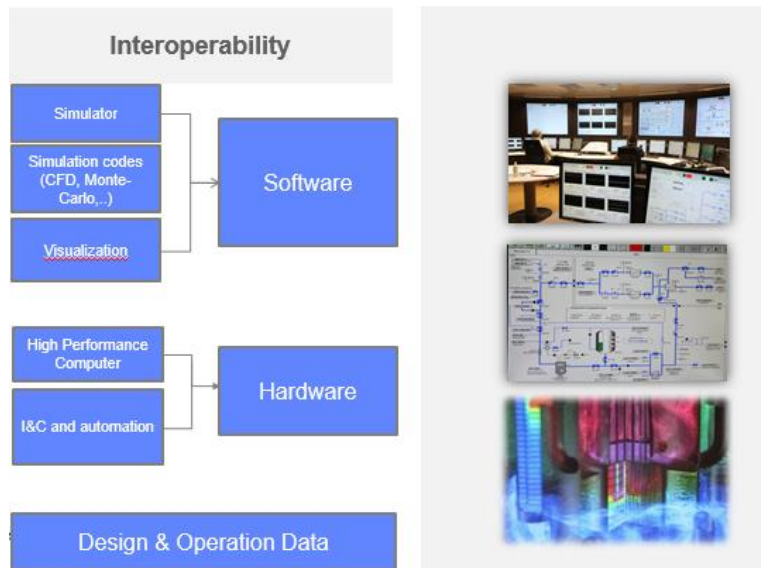 Interoperability
Simulator
Simulation codes
(CFD, Monte-
Carlo,..)
Visualization
Software
High Performance
Computer
I&C and automation
Hardware
Design & Operation Data